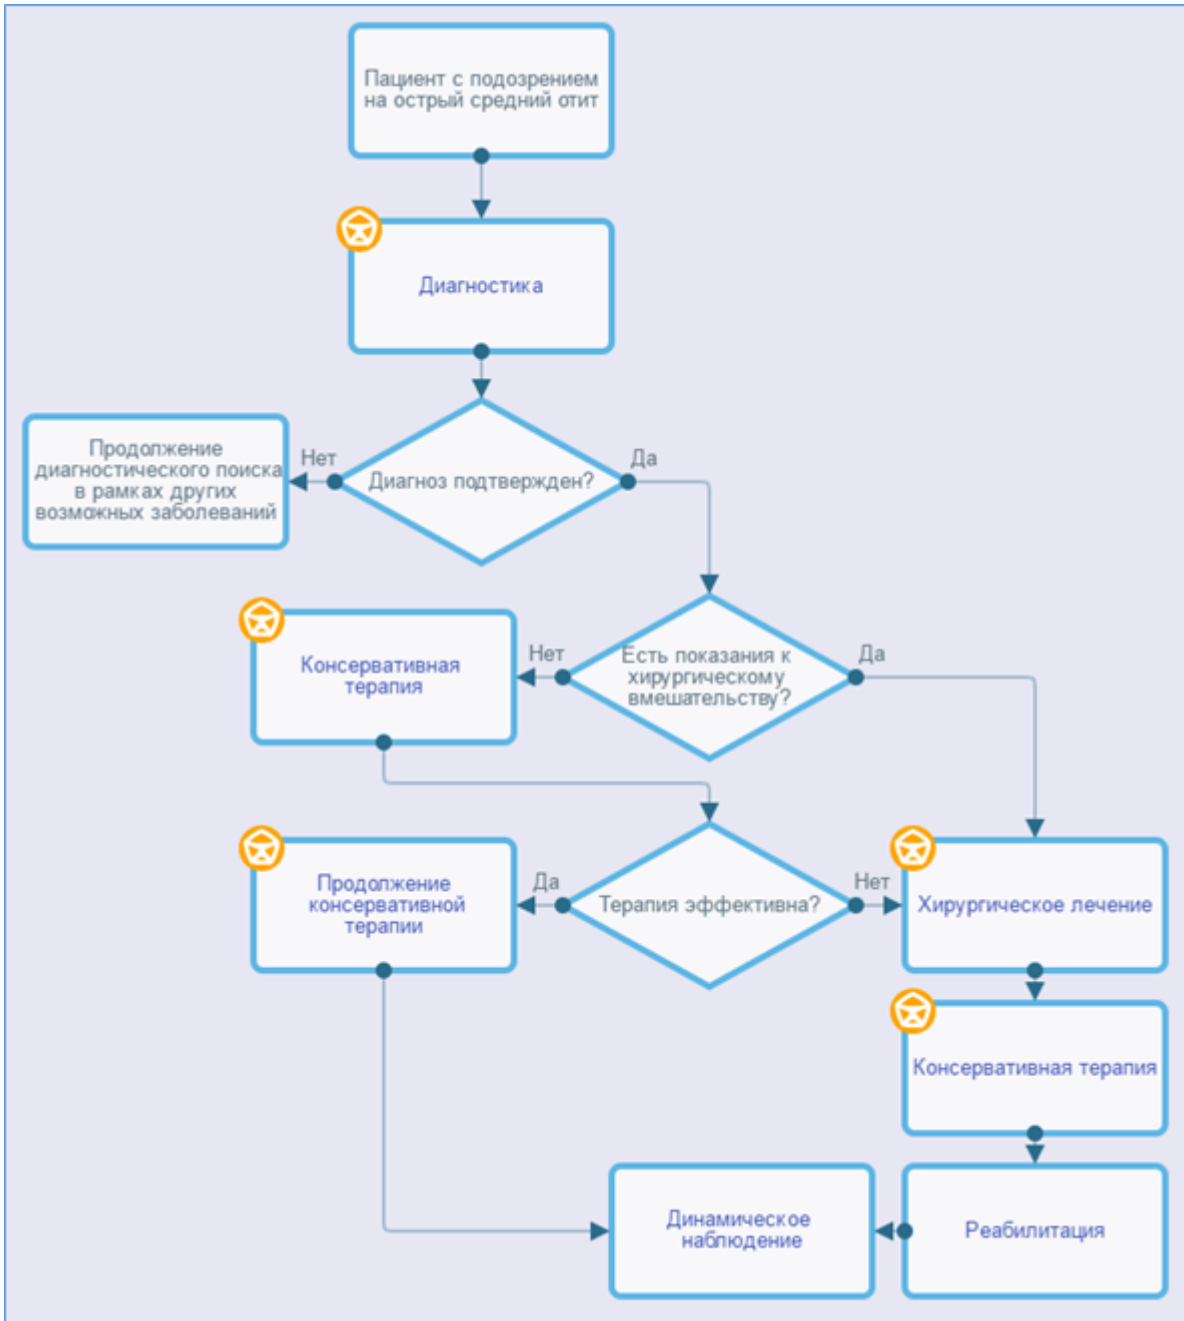 Пациент с подозрением
на острый средний отит
Диагностика
Продолжение
диагностического поиска
в рамках других
возможных заболеваний
Нет
Диагноз подтвержден?
Да
Консервативная
терапия
Нет
Есть показания к
хирургическому
вмешательству?
Да
Продолжение
консервативной
терапии
Да
Терапия эффективна?
Нет
Хирургическое лечение
Консервативная терапия
Динамическое
наблюдение
Реабилитация